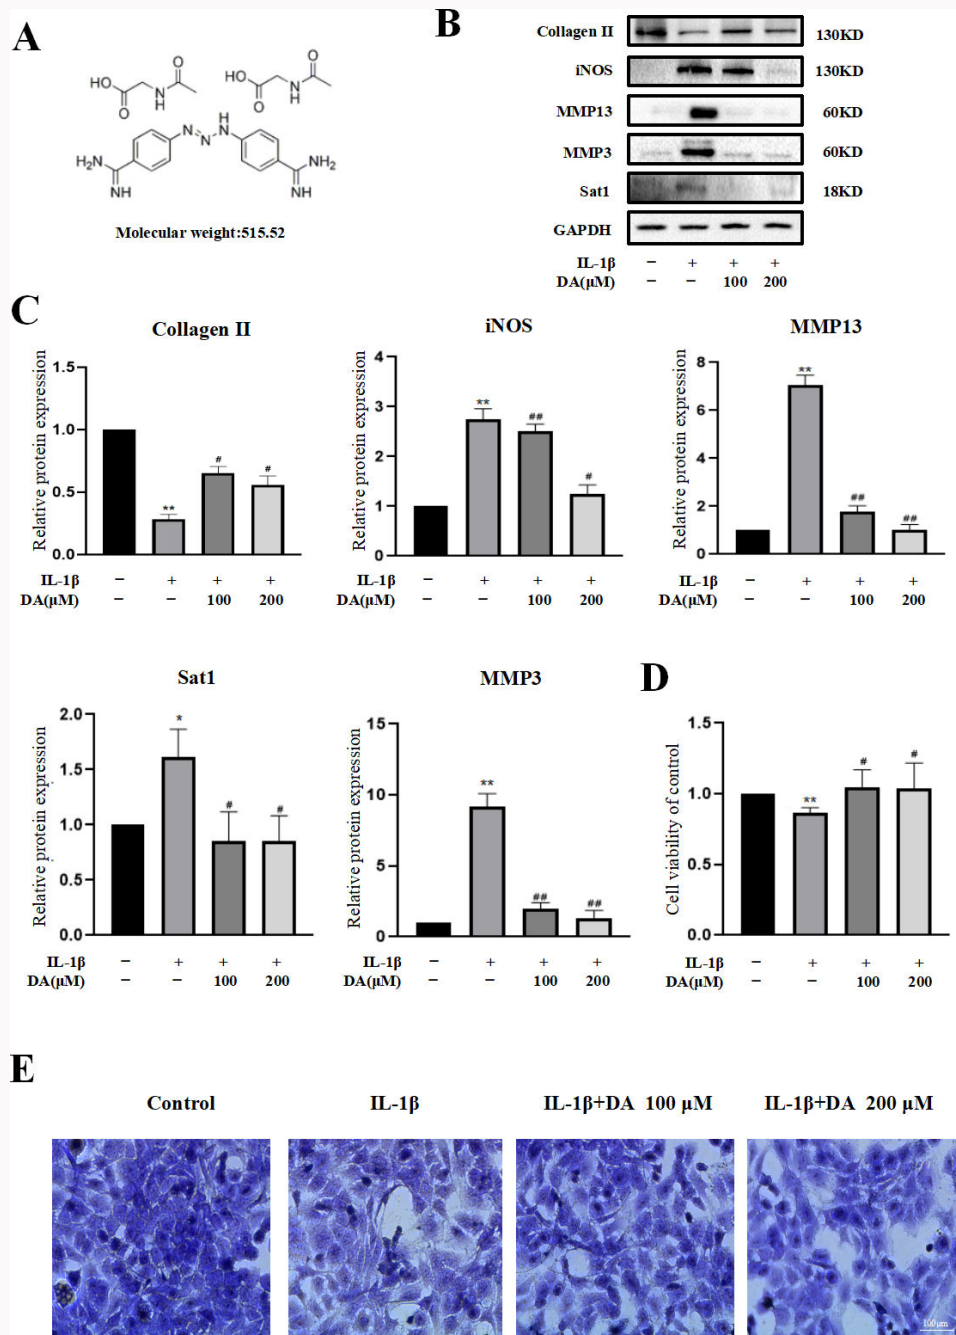 A
HO
O
O
N
H
HO
O
O
N
H
N
N
N
H
H₂N
NH
NH₂
NH
Molecular weight:515.52
B
Collagen II 130KD
iNOS 130KD
MMP13 60KD
MMP3 60KD
Sat1 18KD
GAPDH
IL-1β − + + +
DA(μM) − − 100 200
C
Collagen II
Relative protein expression
1.5
1.0
0.5
0.0
**
#
#
IL-1β − + + +
DA(μM) − − 100 200
iNOS
Relative protein expression
4
3
2
1
0
**
##
#
IL-1β − + + +
DA(μM) − − 100 200
MMP13
Relative protein expression
8
6
4
2
0
**
##
##
IL-1β − + + +
DA(μM) − − 100 200
Sat1
Relative protein expression
2.0
1.5
1.0
0.5
0.0
*
#
#
IL-1β − + + +
DA(μM) − − 100 200
MMP3
Relative protein expression
15
10
5
0
**
##
##
IL-1β − + + +
DA(μM) − − 100 200
D
Cell viability of control
1.5
1.0
0.5
0.0
**
#
#
IL-1β − + + +
DA(μM) − − 100 200
E
Control IL-1β IL-1β+DA 100 μM IL-1β+DA 200 μM
100μm